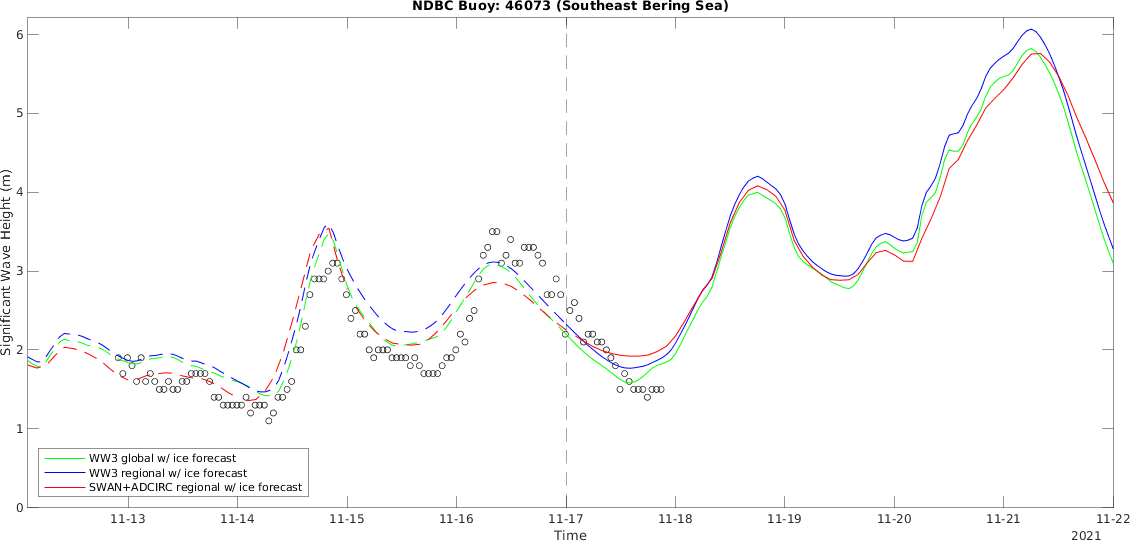 NDBC Buoy: 46073 (Southeast Bering Sea)
6
5
4
3
2
1
0
Significant Wave Height (m)
WW3 global w/ ice forecast
WW3 regional w/ ice forecast
SWAN+ADCIRC regional w/ ice forecast
11-13 11-14 11-15 11-16 11-17 11-18 11-19 11-20 11-21 11-22
Time
2021